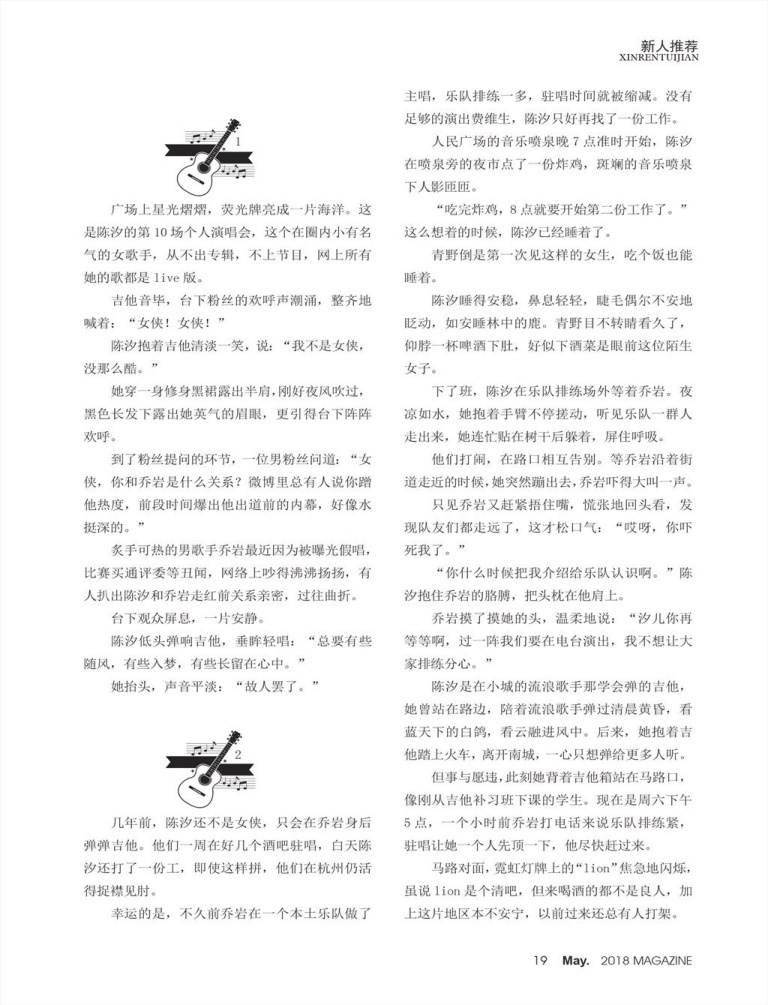 新人推荐
XINRENTUIJIAN
1
广场上星光熠熠，荧光牌亮成一片海洋。这
是陈汐的第 10 场个人演唱会，这个在圈内小有名
气的女歌手，从不出专辑，不上节目，网上所有
她的歌都是 live 版。
吉他音毕，台下粉丝的欢呼声潮涌，整齐地
喊着：“女侠！女侠！”
陈汐抱着吉他清淡一笑，说：“我不是女侠，
没那么酷。”
她穿一身修身黑裙露出半肩，刚好夜风吹过，
黑色长发下露出她英气的眉眼，更引得台下阵阵
欢呼。
到了粉丝提问的环节，一位男粉丝问道：“女
侠，你和乔岩是什么关系？微博里总有人说你蹭
他热度，前段时间爆出他出道前的内幕，好像水
挺深的。”
炙手可热的男歌手乔岩最近因为被曝光假唱，
比赛买通评委等丑闻，网络上吵得沸沸扬扬，有
人扒出陈汐和乔岩走红前关系亲密，过往曲折。
台下观众屏息，一片安静。
陈汐低头弹响吉他，垂眸轻唱：“总要有些
随风，有些入梦，有些长留在心中。”
她抬头，声音平淡：“故人罢了。”
2
几年前，陈汐还不是女侠，只会在乔岩身后
弹弹吉他。他们一周在好几个酒吧驻唱，白天陈
汐还打了一份工，即使这样拼，他们在杭州仍活
得捉襟见肘。
幸运的是，不久前乔岩在一个本土乐队做了
主唱，乐队排练一多，驻唱时间就被缩减。没有
足够的演出费维生，陈汐只好再找了一份工作。
人民广场的音乐喷泉晚 7 点准时开始，陈汐
在喷泉旁的夜市点了一份炸鸡，斑斓的音乐喷泉
下人影匝匝。
“吃完炸鸡，8 点就要开始第二份工作了。”
这么想着的时候，陈汐已经睡着了。
青野倒是第一次见这样的女生，吃个饭也能
睡着。
陈汐睡得安稳，鼻息轻轻，睫毛偶尔不安地
眨动，如安睡林中的鹿。青野目不转睛看久了，
仰脖一杯啤酒下肚，好似下酒菜是眼前这位陌生
女子。
下了班，陈汐在乐队排练场外等着乔岩。夜
凉如水，她抱着手臂不停搓动，听见乐队一群人
走出来，她连忙贴在树干后躲着，屏住呼吸。
他们打闹，在路口相互告别。等乔岩沿着街
道走近的时候，她突然蹦出去，乔岩吓得大叫一声。
只见乔岩又赶紧捂住嘴，慌张地回头看，发
现队友们都走远了，这才松口气：“哎呀，你吓
死我了。”
“你什么时候把我介绍给乐队认识啊。”陈
汐抱住乔岩的胳膊，把头枕在他肩上。
乔岩摸了摸她的头，温柔地说：“汐儿你再
等等啊，过一阵我们要在电台演出，我不想让大
家排练分心。”
陈汐是在小城的流浪歌手那学会弹的吉他，
她曾站在路边，陪着流浪歌手弹过清晨黄昏，看
蓝天下的白鸽，看云融进风中。后来，她抱着吉
他踏上火车，离开南城，一心只想弹给更多人听。
但事与愿违，此刻她背着吉他箱站在马路口，
像刚从吉他补习班下课的学生。现在是周六下午
5 点，一个小时前乔岩打电话来说乐队排练紧，
驻唱让她一个人先顶一下，他尽快赶过来。
马路对面，霓虹灯牌上的“lion”焦急地闪烁，
虽说 lion 是个清吧，但来喝酒的都不是良人，加
上这片地区本不安宁，以前过来还总有人打架。
19 May. 2018 MAGAZINE